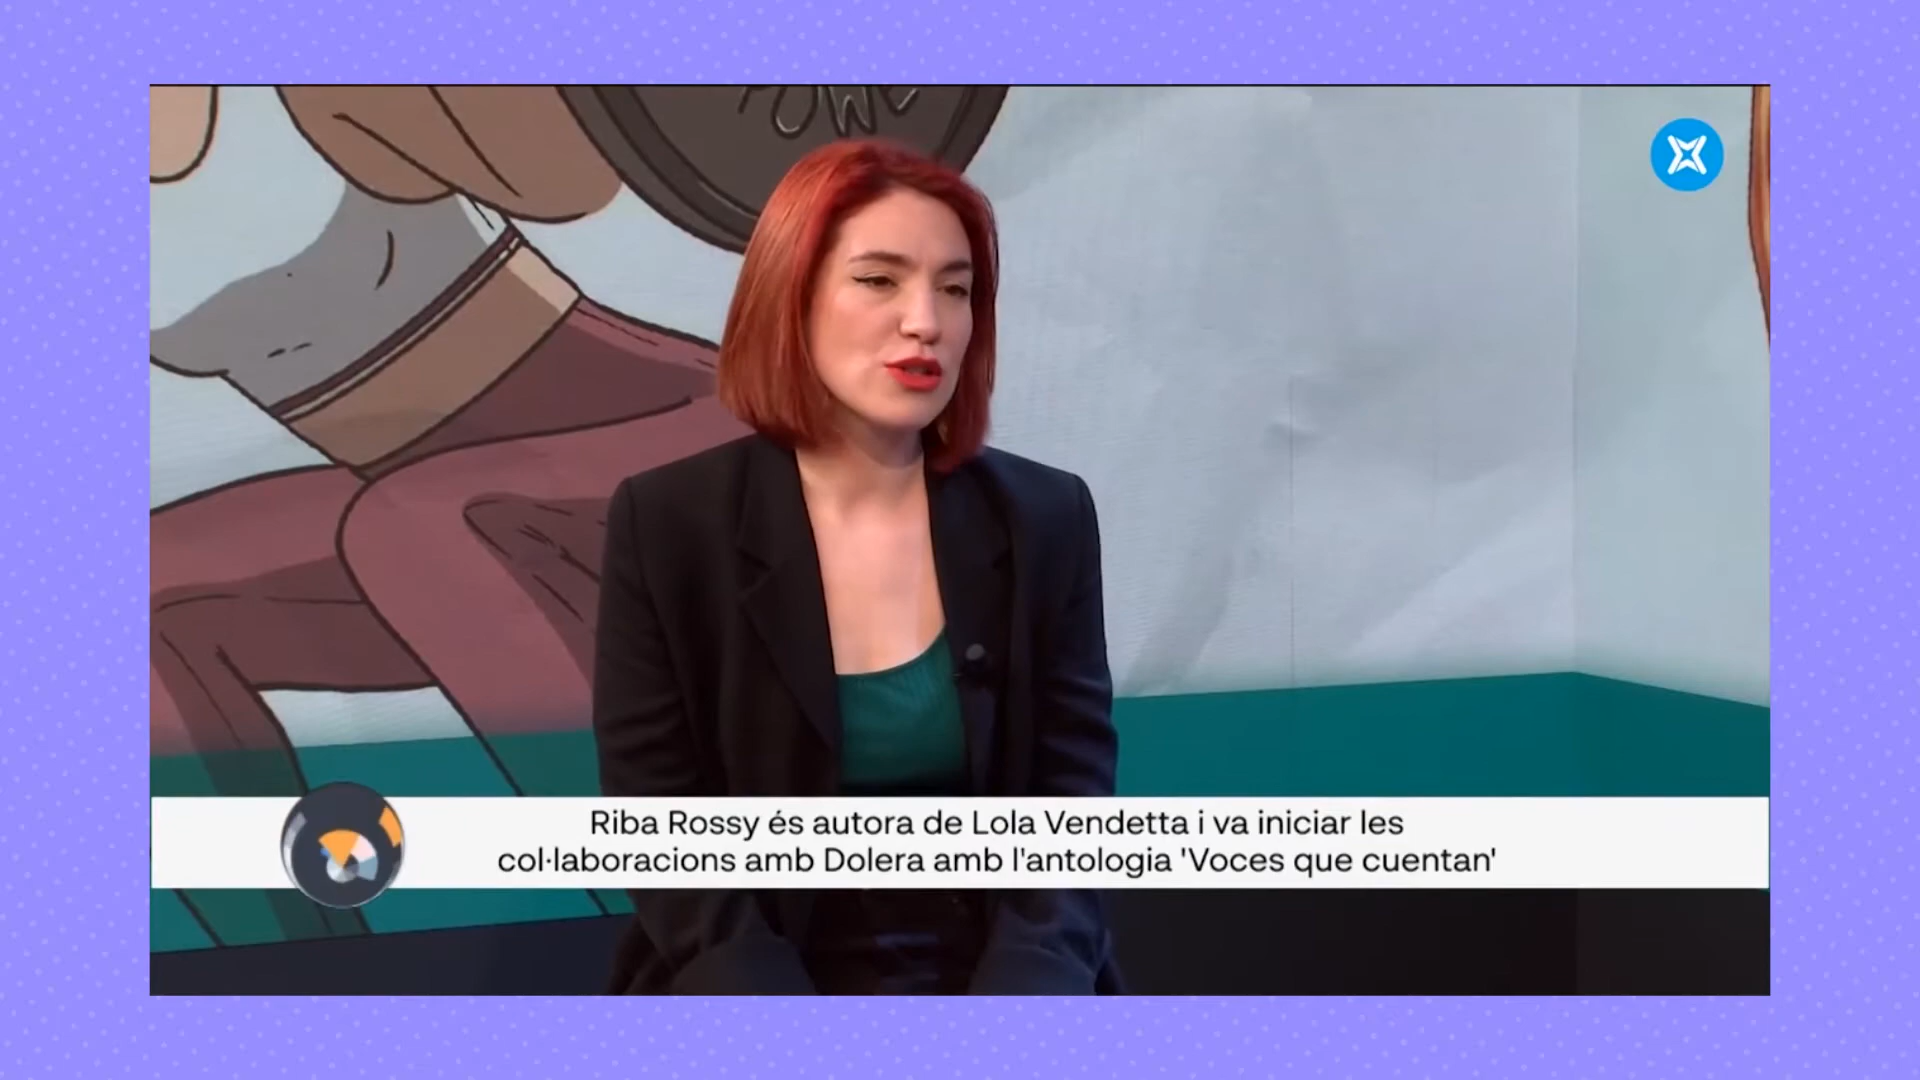 Riba Rossy és autora de Lola Vendetta i va iniciar les
col·laboracions amb Dolera amb l'antologia 'Voces que cuentan'